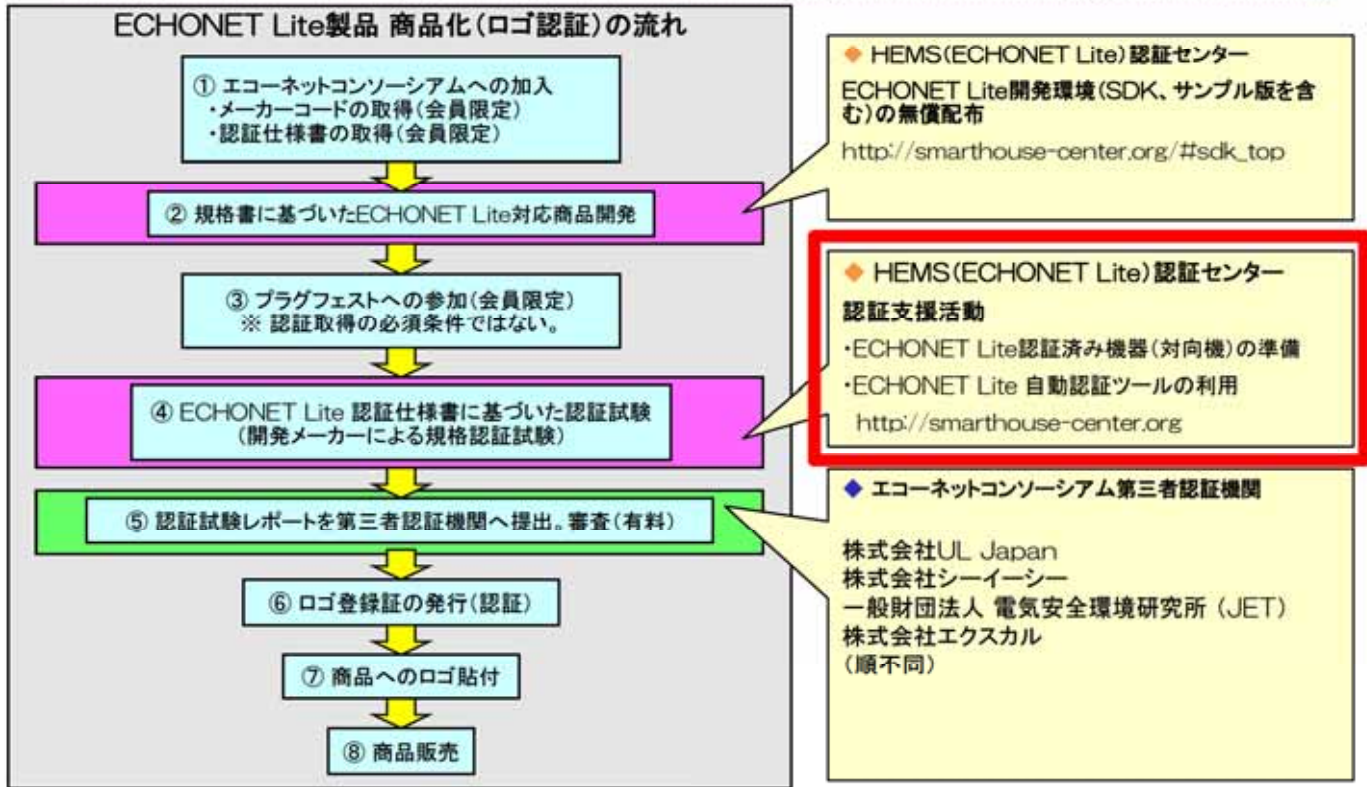 ECHONET Lite製品 商品化（ロゴ認証）の流れ
① エコーネットコンソーシアムへの加入
・メーカーコードの取得（会員限定）
・認証仕様書の取得（会員限定）
② 規格書に基づいたECHONET Lite対応商品開発
③ プラグフェストへの参加（会員限定）
※ 認証取得の必須条件ではない。
④ ECHONET Lite 認証仕様書に基づいた認証試験
（開発メーカーによる規格認証試験）
⑤ 認証試験レポートを第三者認証機関へ提出。審査（有料）
⑥ ロゴ登録証の発行（認証）
⑦ 商品へのロゴ貼付
⑧ 商品販売
◆ HEMS（ECHONET Lite）認証センター
ECHONET Lite開発環境（SDK、サンプル版を含
む）の無償配布
http://smarthouse-center.org/#sdk_top
◆ HEMS（ECHONET Lite）認証センター
認証支援活動
・ECHONET Lite認証済み機器（対向機）の準備
・ECHONET Lite 自動認証ツールの利用
http://smarthouse-center.org
◆ エコーネットコンソーシアム第三者認証機関
株式会社UL Japan
株式会社シーイーシー
一般財団法人 電気安全環境研究所 （JET）
株式会社エクスカル
（順不同）